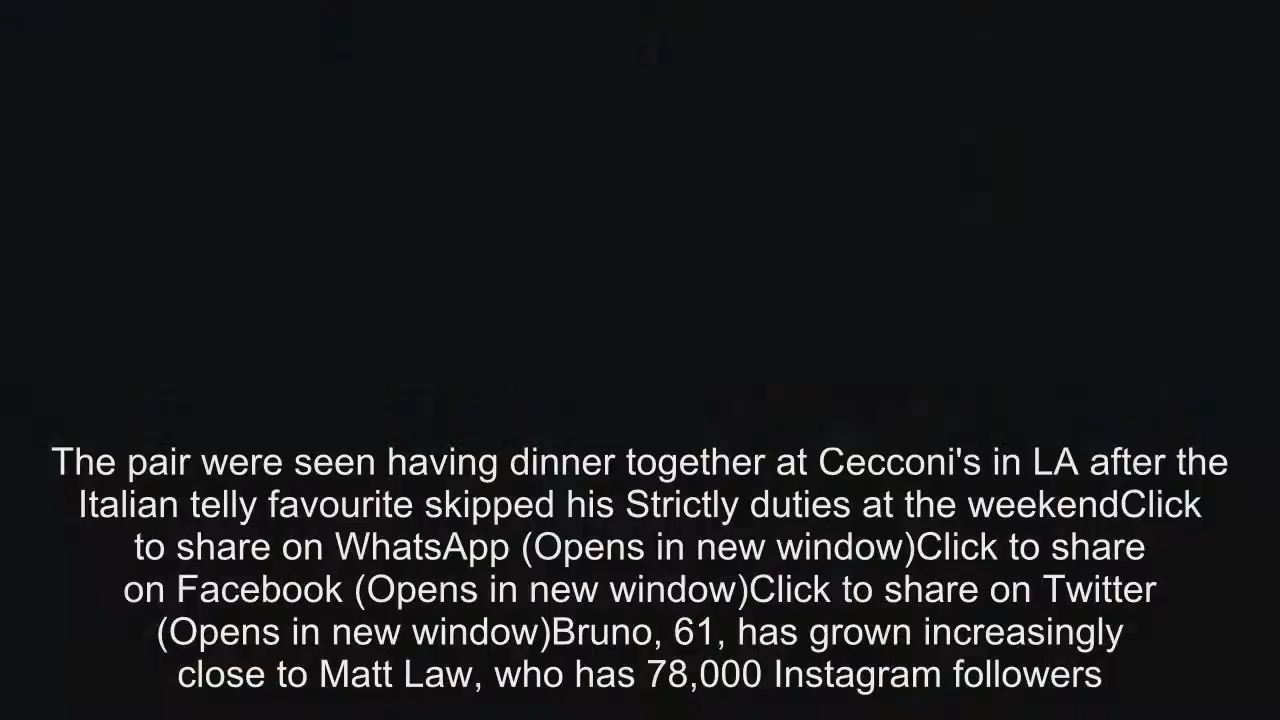 The pair were seen having dinner together at Cecconi's in LA after the
Italian telly favourite skipped his Strictly duties at the weekendClick
to share on WhatsApp (Opens in new window)Click to share
on Facebook (Opens in new window)Click to share on Twitter
(Opens in new window)Bruno, 61, has grown increasingly
close to Matt Law, who has 78,000 Instagram followers